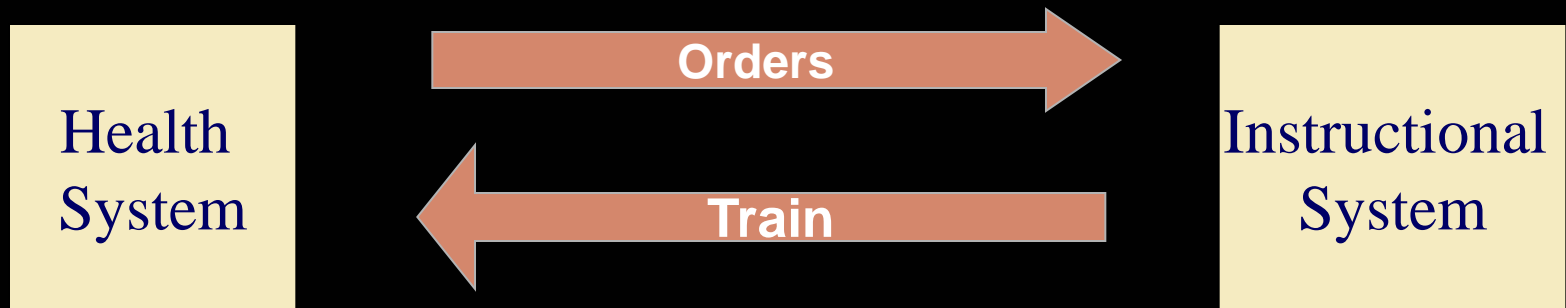 Health
System
Orders
Train
Instructional
System